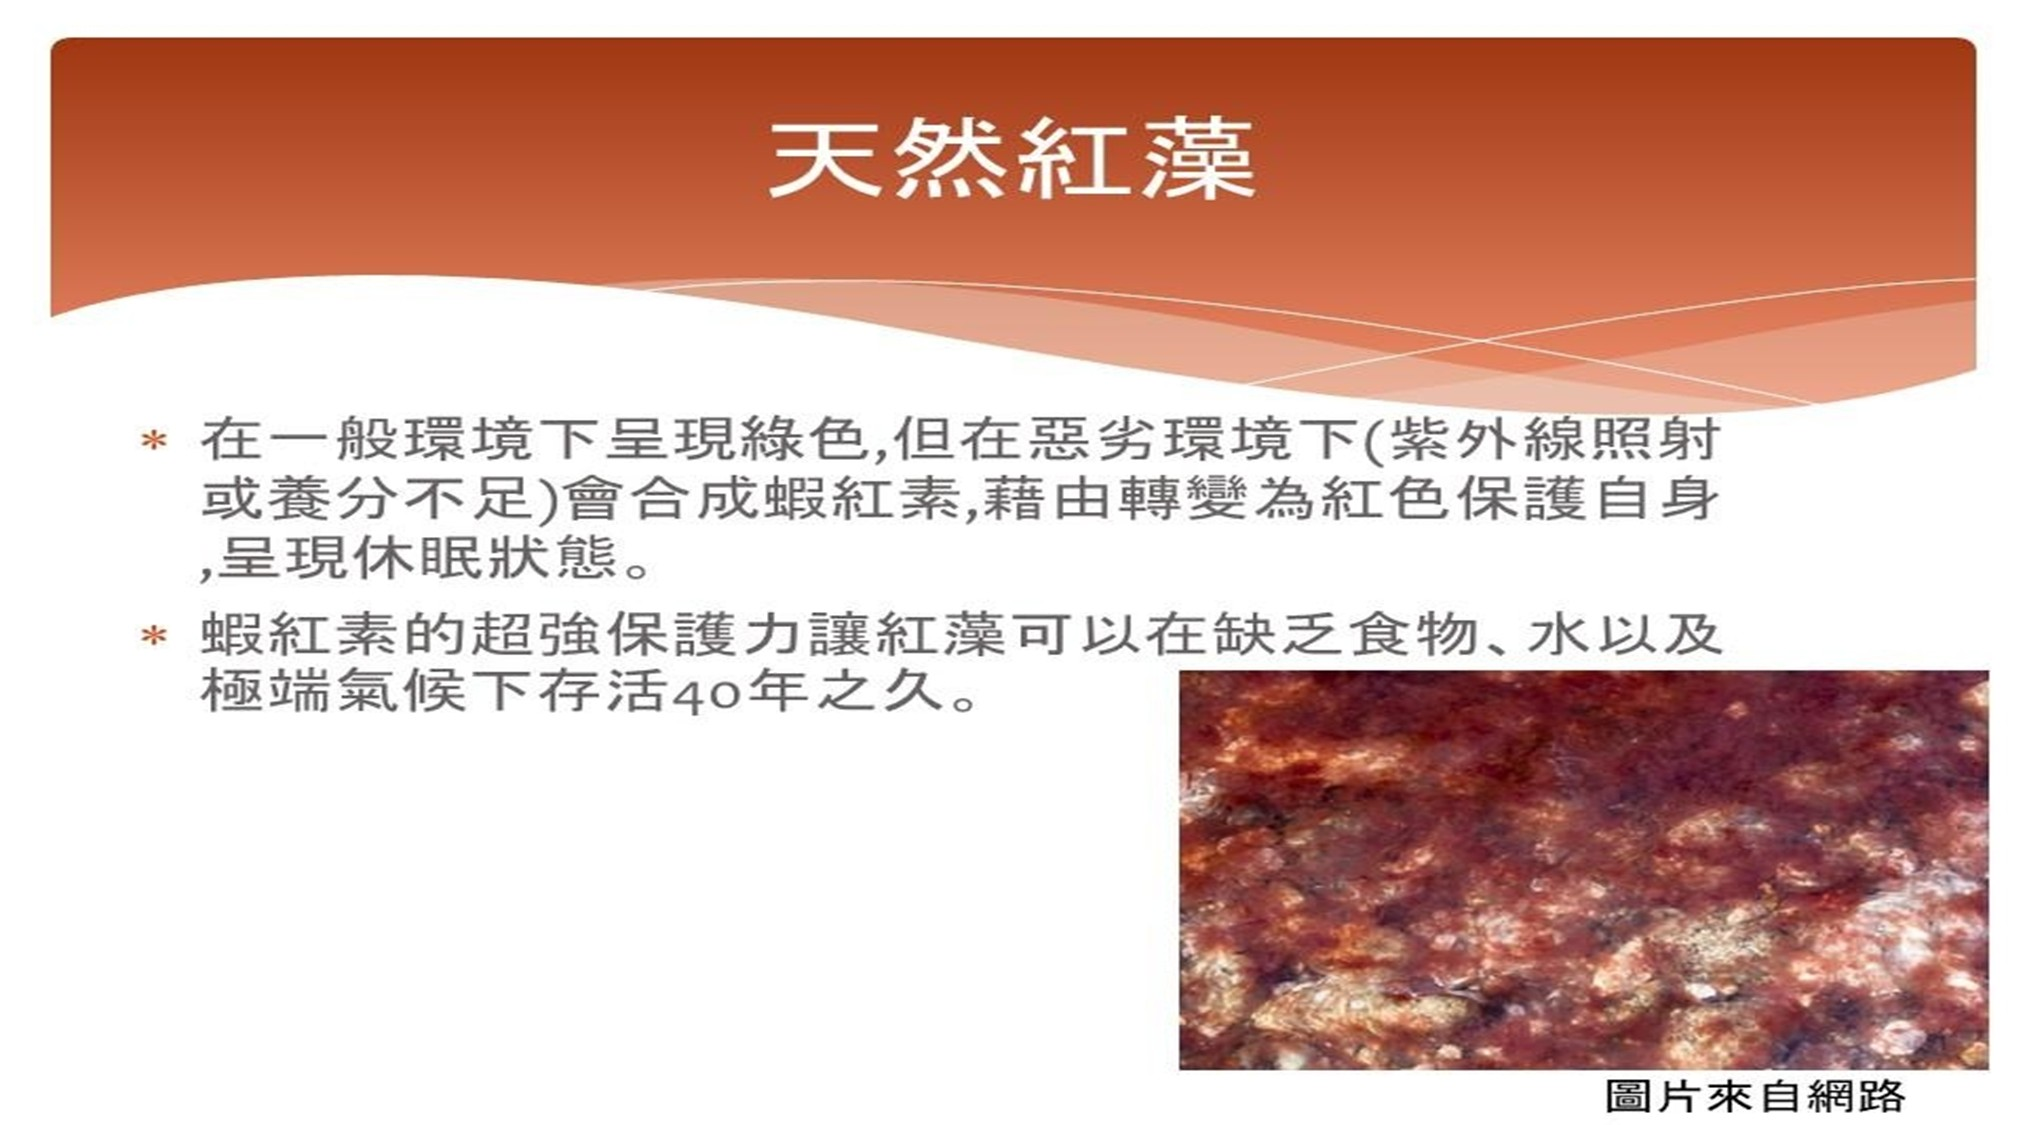 天然紅藻
* 在一般環境下呈現綠色,但在惡劣環境下(紫外線照射
或養分不足)會合成蝦紅素,藉由轉變為紅色保護自身
,呈現休眠狀態。
* 蝦紅素的超強保護力讓紅藻可以在缺乏食物、水以及
極端氣候下存活40年之久。
圖片來自網路